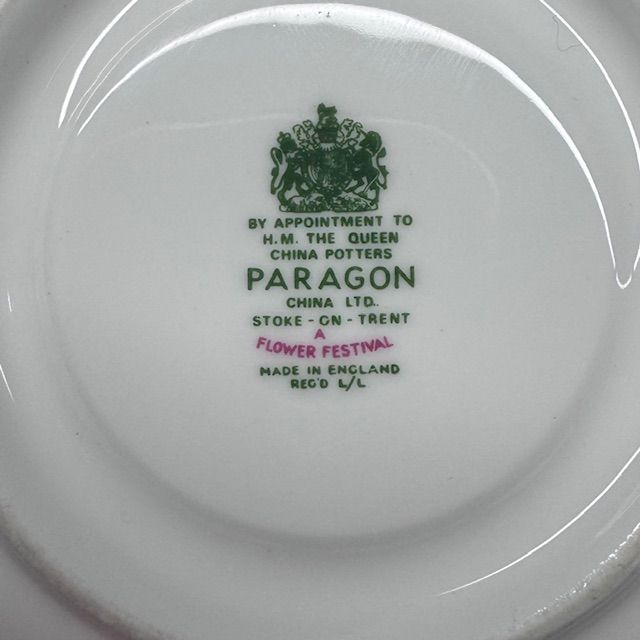 BY APPOINTMENT TO
H.M. THE QUEEN
CHINA POTTERS
PARAGON
CHINA LTD.
STOKE-ON-TRENT
A
FLOWER FESTIVAL
MADE IN ENGLAND
REG'D L/L